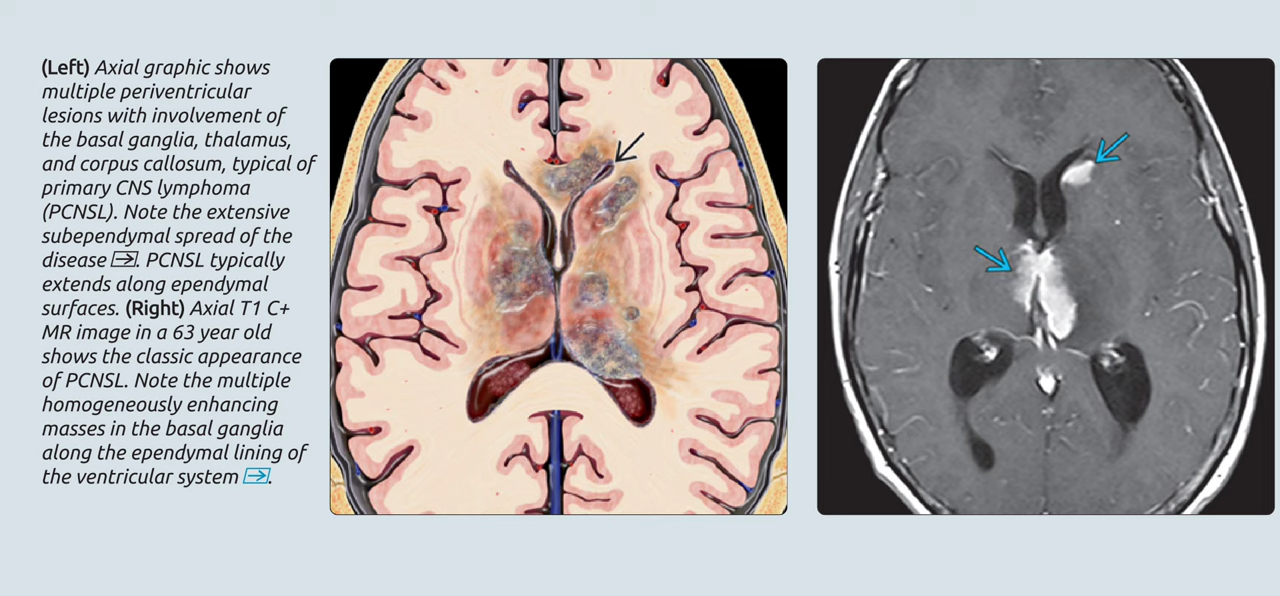 (Left) Axial graphic shows
multiple periventricular
lesions with involvement of
the basal ganglia, thalamus,
and corpus callosum, typical of
primary CNS lymphoma
(PCNSL). Note the extensive
subependymal spread of the
disease ➡. PCNSL typically
extends along ependymal
surfaces. (Right) Axial T1 C+
MR image in a 63 year old
shows the classic appearance
of PCNSL. Note the multiple
homogeneously enhancing
masses in the basal ganglia
along the ependymal lining of
the ventricular system ➡.